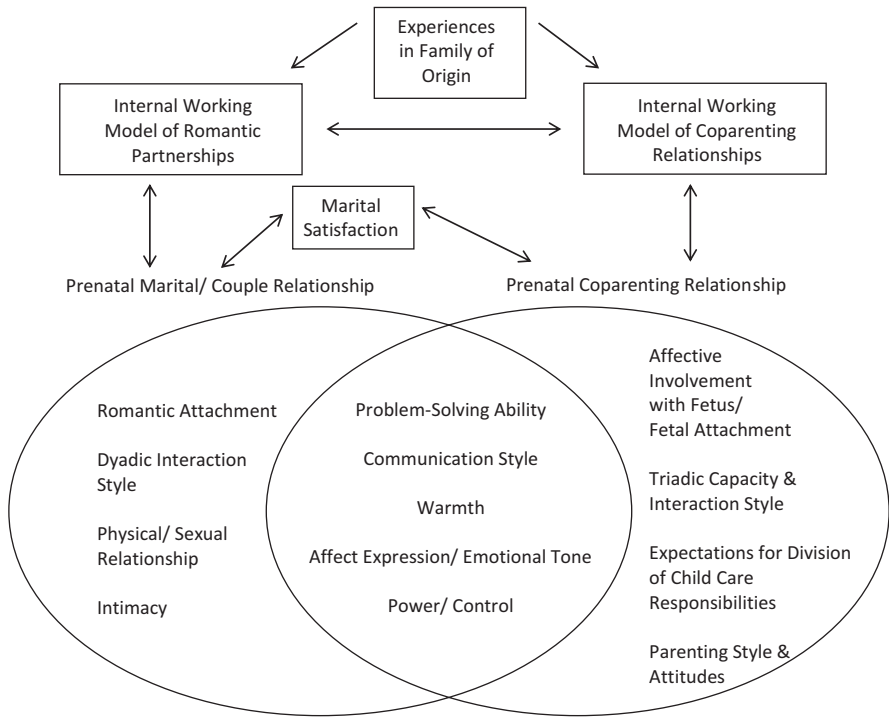 Experiences
in Family of
Origin
Internal Working
Model of Romantic
Partnerships
Internal Working
Model of Coparenting
Relationships
Marital
Satisfaction
Prenatal Marital/ Couple Relationship
Prenatal Coparenting Relationship
Romantic Attachment
Dyadic Interaction
Style
Physical/ Sexual
Relationship
Intimacy
Problem-Solving Ability
Communication Style
Warmth
Affect Expression/ Emotional Tone
Power/ Control
Affective
Involvement
with Fetus/
Fetal Attachment
Triadic Capacity &
Interaction Style
Expectations for Division
of Child Care
Responsibilities
Parenting Style &
Attitudes